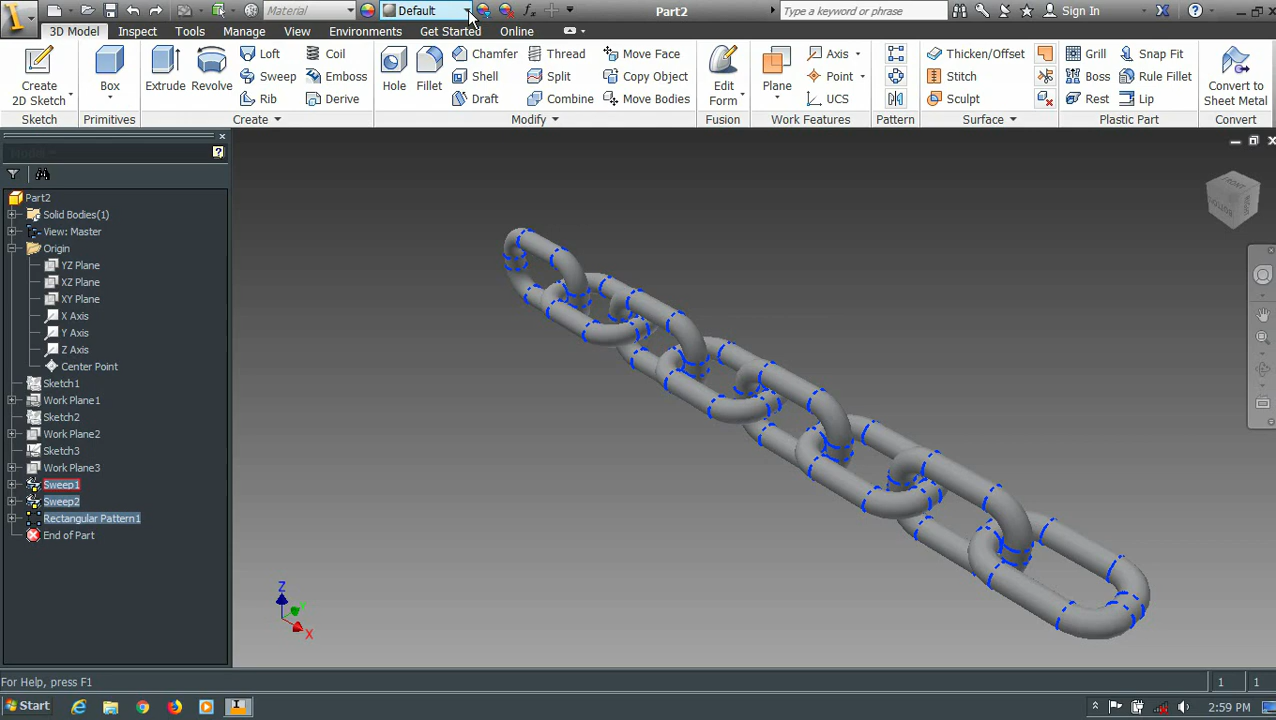 Material Default Part2 Type a keyword or phrase Sign In
3D Model Inspect Tools Manage View Environments Get Started Online
Create
2D Sketch
Box
Extrude
Revolve
Loft
Sweep
Rib
Coil
Emboss
Derive
Hole
Fillet
Chamfer
Shell
Draft
Thread
Split
Combine
Move Face
Copy Object
Move Bodies
Edit
Form
Plane
Axis
Point
UCS
Thicken/Offset
Stitch
Sculpt
Grill
Boss
Rest
Snap Fit
Rule Fillet
Lip
Convert to
Sheet Metal
Sketch Primitives Create Modify Fusion Work Features Pattern Surface Plastic Part Convert
Part2
Solid Bodies(1)
View: Master
Origin
YZ Plane
XZ Plane
XY Plane
X Axis
Y Axis
Z Axis
Center Point
Sketch1
Work Plane1
Sketch2
Work Plane2
Sketch3
Work Plane3
Sweep1
Sweep2
Rectangular Pattern1
End of Part
FRONT
Z
X
For Help, press F1 1 1
Start 2:59 PM